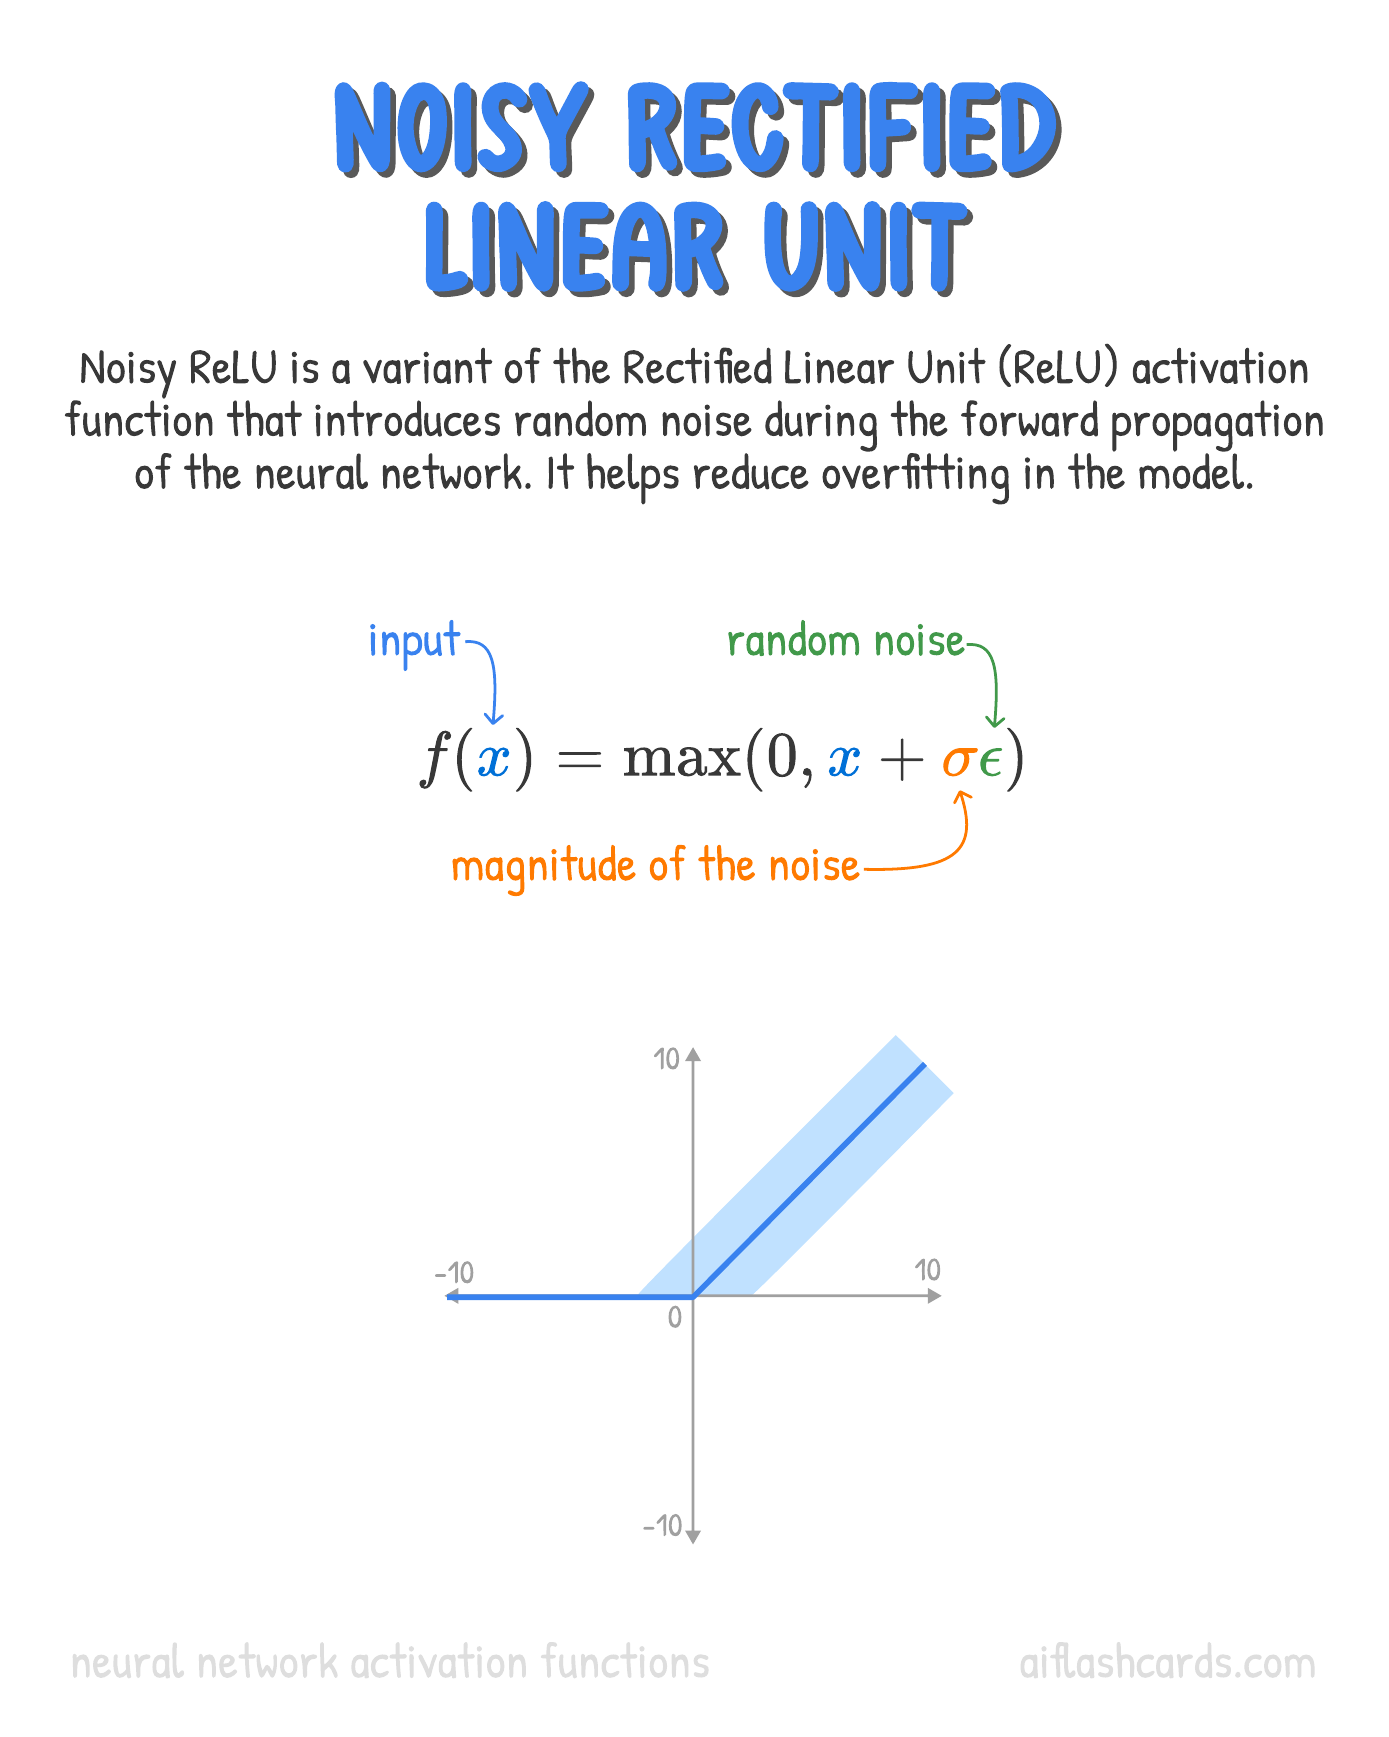 NOISY RECTIFIED
LINEAR UNIT
Noisy ReLU is a variant of the Rectified Linear Unit (ReLU) activation
function that introduces random noise during the forward propagation
of the neural network. It helps reduce overfitting in the model.
input
random noise
f(x) = max(0, x + σϵ)
magnitude of the noise
10
-10
10
0
-10
neural network activation functions
aiflashcards.com